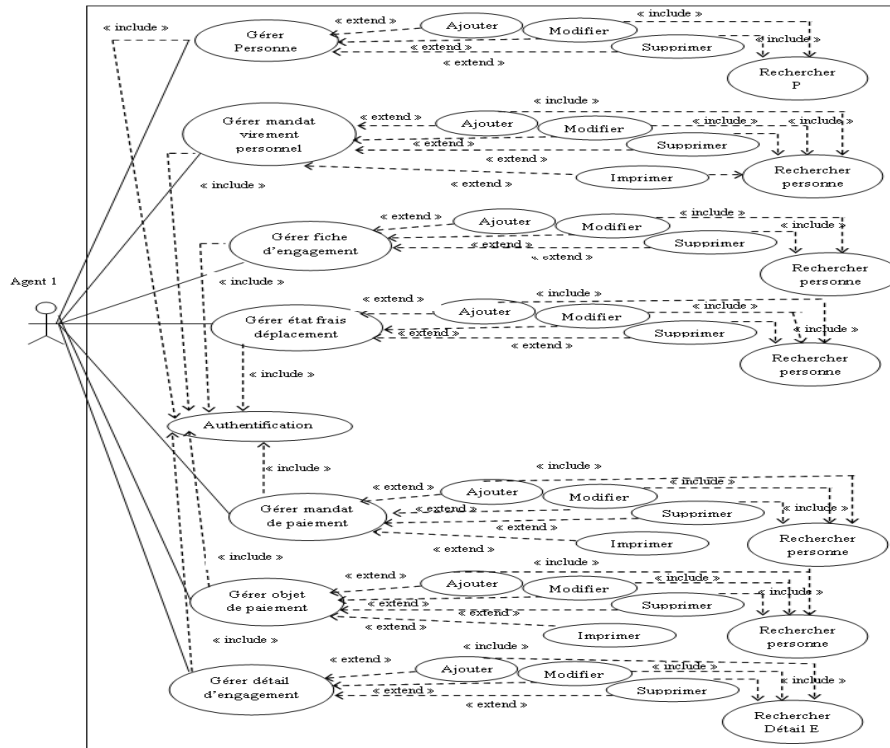 « include »
Gérer
Personne
« extend »
Ajouter
Modifier
« include »
« extend »
Supprimer
« extend »
Rechercher
P
« include »
Gérer mandat
virement
personnel
« extend »
Ajouter
Modifier
« include »
« include »
« extend »
Supprimer
« include »
« extend »
Imprimer
Rechercher
personne
« extend »
Ajouter
Modifier
« include »
Gérer fiche
d'engagement
« extend »
Supprimer
« include »
« extend »
« include »
Rechercher
personne
Agent 1
« extend »
Ajouter
« include »
Gérer état frais
déplacement
Modifier
« include »
« extend »
Supprimer
« include »
« extend »
Rechercher
personne
« include »
Authentification
« include »
« extend »
Ajouter
« include »
Modifier
« include »
Gérer mandat
de paiement
« extend »
Supprimer
« include »
Imprimer
« extend »
Rechercher
personne
« include »
« extend »
Ajouter
« include »
Modifier
« include »
Gérer objet
de paiement
« extend »
Supprimer
« include »
« extend »
Imprimer
Rechercher
personne
« include »
« extend »
Ajouter
« include »
Modifier
« include »
Gérer détail
d'engagement
« extend »
Supprimer
« include »
« extend »
Rechercher
Détail E